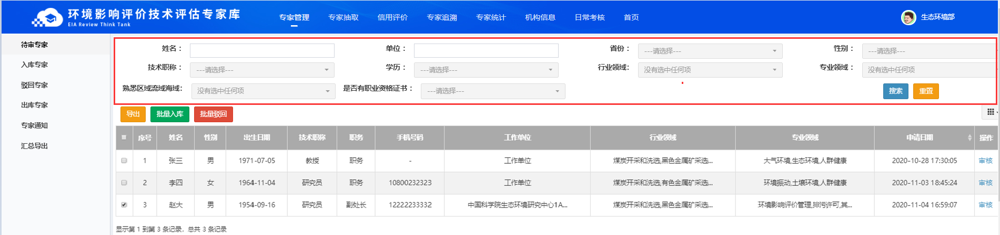 环境影响评价技术评估专家库
EIA Review Think Tank
专家管理 专家抽取 信用评价 专家追溯 专家统计 机构信息 日常考核 首页
生态环境部
待审专家
入库专家
驳回专家
出库专家
专家通知
汇总导出
姓名： 单位： 省份： ---请选择--- 性别： ---请选择---
技术职称： ---请选择--- 学历： ---请选择--- 行业领域： 没有选中任何项 专业领域： 没有选中任何项
熟悉区域流域海域： 没有选中任何项 是否有职业资格证书： ---请选择--- 搜索 重置
导出 批量入库 批量驳回
序号 姓名 性别 出生日期 技术职称 职务 手机号码 工作单位 行业领域 专业领域 申请日期 操作
1 张三 男 1971-07-05 教授 职务 - 工作单位 煤炭开采和洗选,黑色金属矿采选... 大气环境,生态环境,人群健康 2020-10-28 17:30:05 审核
2 李四 女 1964-11-04 研究员 职务 10800232323 工作单位 煤炭开采和洗选,有色金属矿采选... 环境振动,土壤环境,人群健康 2020-11-03 18:45:24 审核
3 赵大 男 1954-09-16 研究员 副处长 12222233332 中国科学院生态环境研究中心1A... 煤炭开采和洗选,黑色金属矿采选... 环境影响评价管理,排污许可,其... 2020-11-04 16:59:07 审核
显示第 1 到第 3 条记录，总共 3 条记录